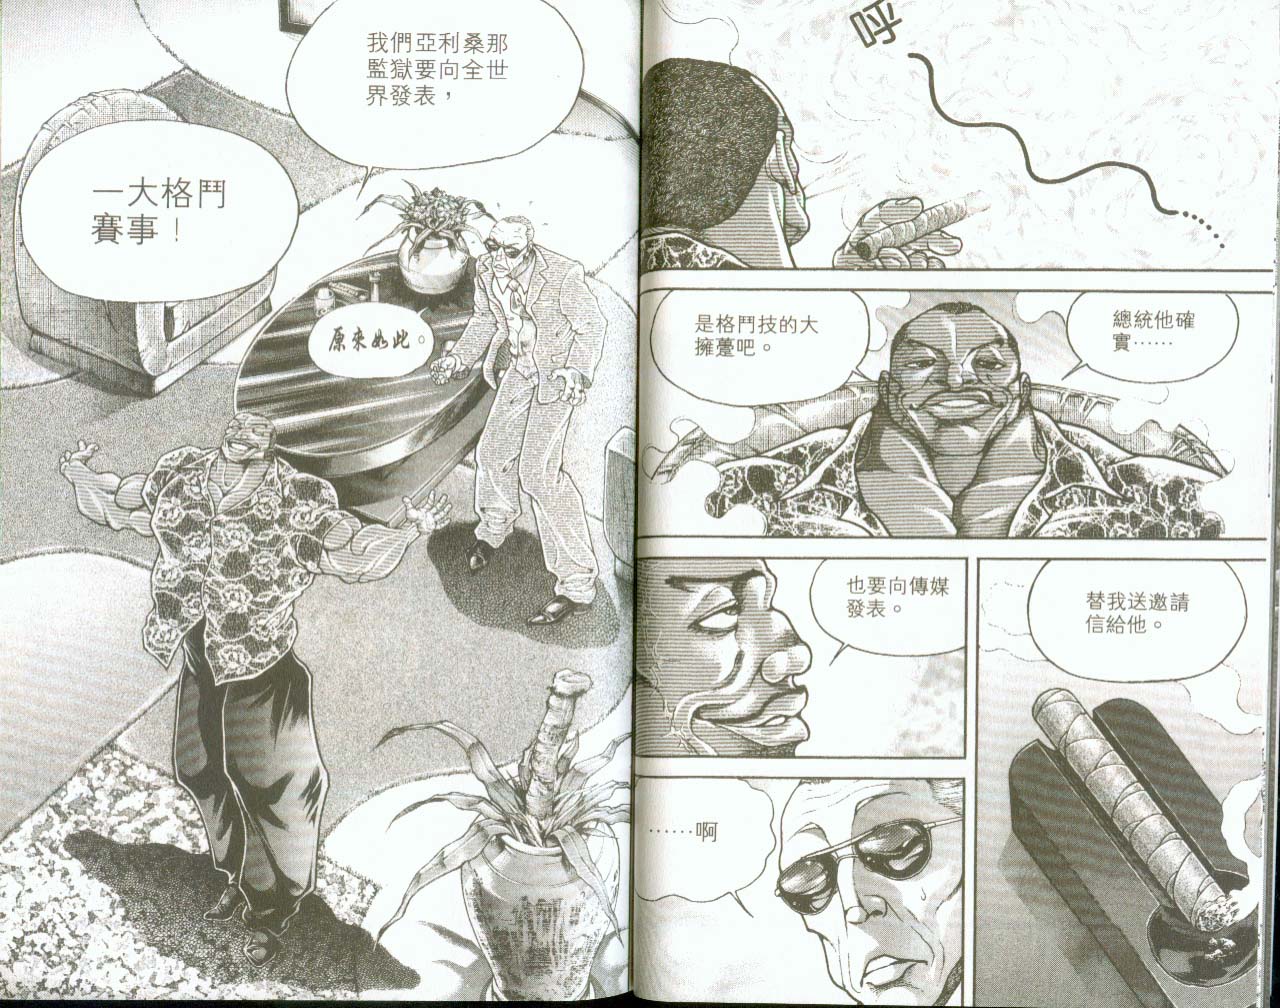 呼
總統他確
實……
是格鬥技的大
擁躉吧。
替我送邀請
信給他。
也要向傳媒
發表。
……啊
我們亞利桑那
監獄要向全世
界發表，
一大格鬥
賽事！
原來如此。